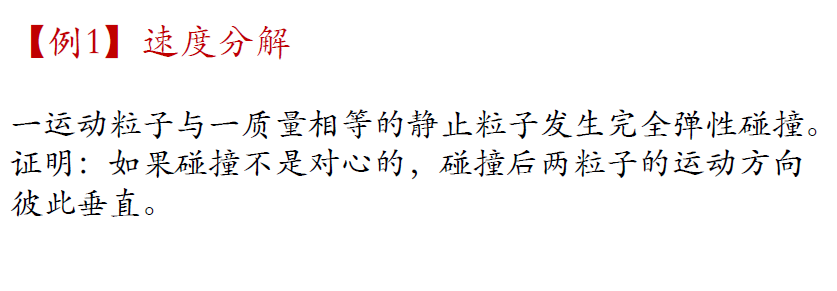 【例1】速度分解
一运动粒子与一质量相等的静止粒子发生完全弹性碰撞。
证明：如果碰撞不是对心的，碰撞后两粒子的运动方向
彼此垂直。